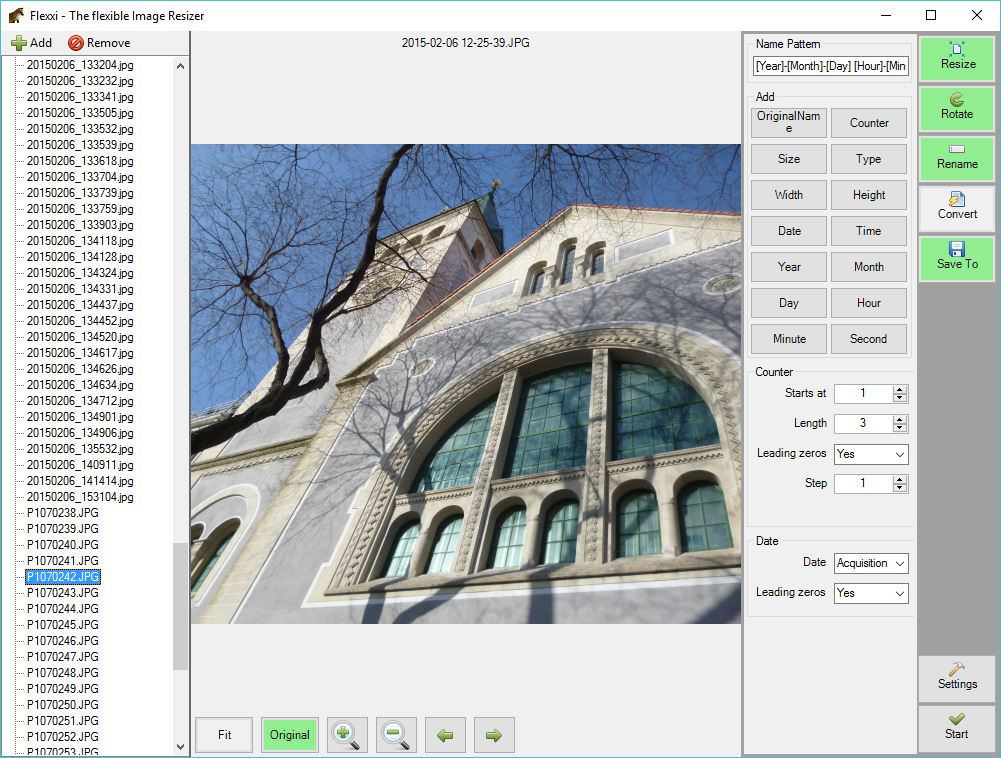 Flexxi - The flexible Image Resizer
Add Remove
20150206_133204.jpg
20150206_133232.jpg
20150206_133341.jpg
20150206_133505.jpg
20150206_133532.jpg
20150206_133539.jpg
20150206_133618.jpg
20150206_133704.jpg
20150206_133739.jpg
20150206_133759.jpg
20150206_133903.jpg
20150206_134118.jpg
20150206_134128.jpg
20150206_134324.jpg
20150206_134331.jpg
20150206_134437.jpg
20150206_134452.jpg
20150206_134520.jpg
20150206_134617.jpg
20150206_134626.jpg
20150206_134634.jpg
20150206_134712.jpg
20150206_134901.jpg
20150206_134906.jpg
20150206_135532.jpg
20150206_140911.jpg
20150206_141414.jpg
20150206_153104.jpg
P1070238.JPG
P1070239.JPG
P1070240.JPG
P1070241.JPG
P1070242.JPG
P1070243.JPG
P1070244.JPG
P1070245.JPG
P1070246.JPG
P1070247.JPG
P1070248.JPG
P1070249.JPG
P1070250.JPG
P1070251.JPG
P1070252.JPG
P1070253.JPG
2015-02-06 12-25-39.JPG
Fit
Original
Name Pattern
[Year]-[Month]-[Day] [Hour]-[Min
Add
OriginalNam
e
Counter
Size
Type
Width
Height
Date
Time
Year
Month
Day
Hour
Minute
Second
Counter
Starts at 1
Length 3
Leading zeros Yes
Step 1
Date
Date Acquisition
Leading zeros Yes
Resize
Rotate
Rename
Convert
Save To
Settings
Start